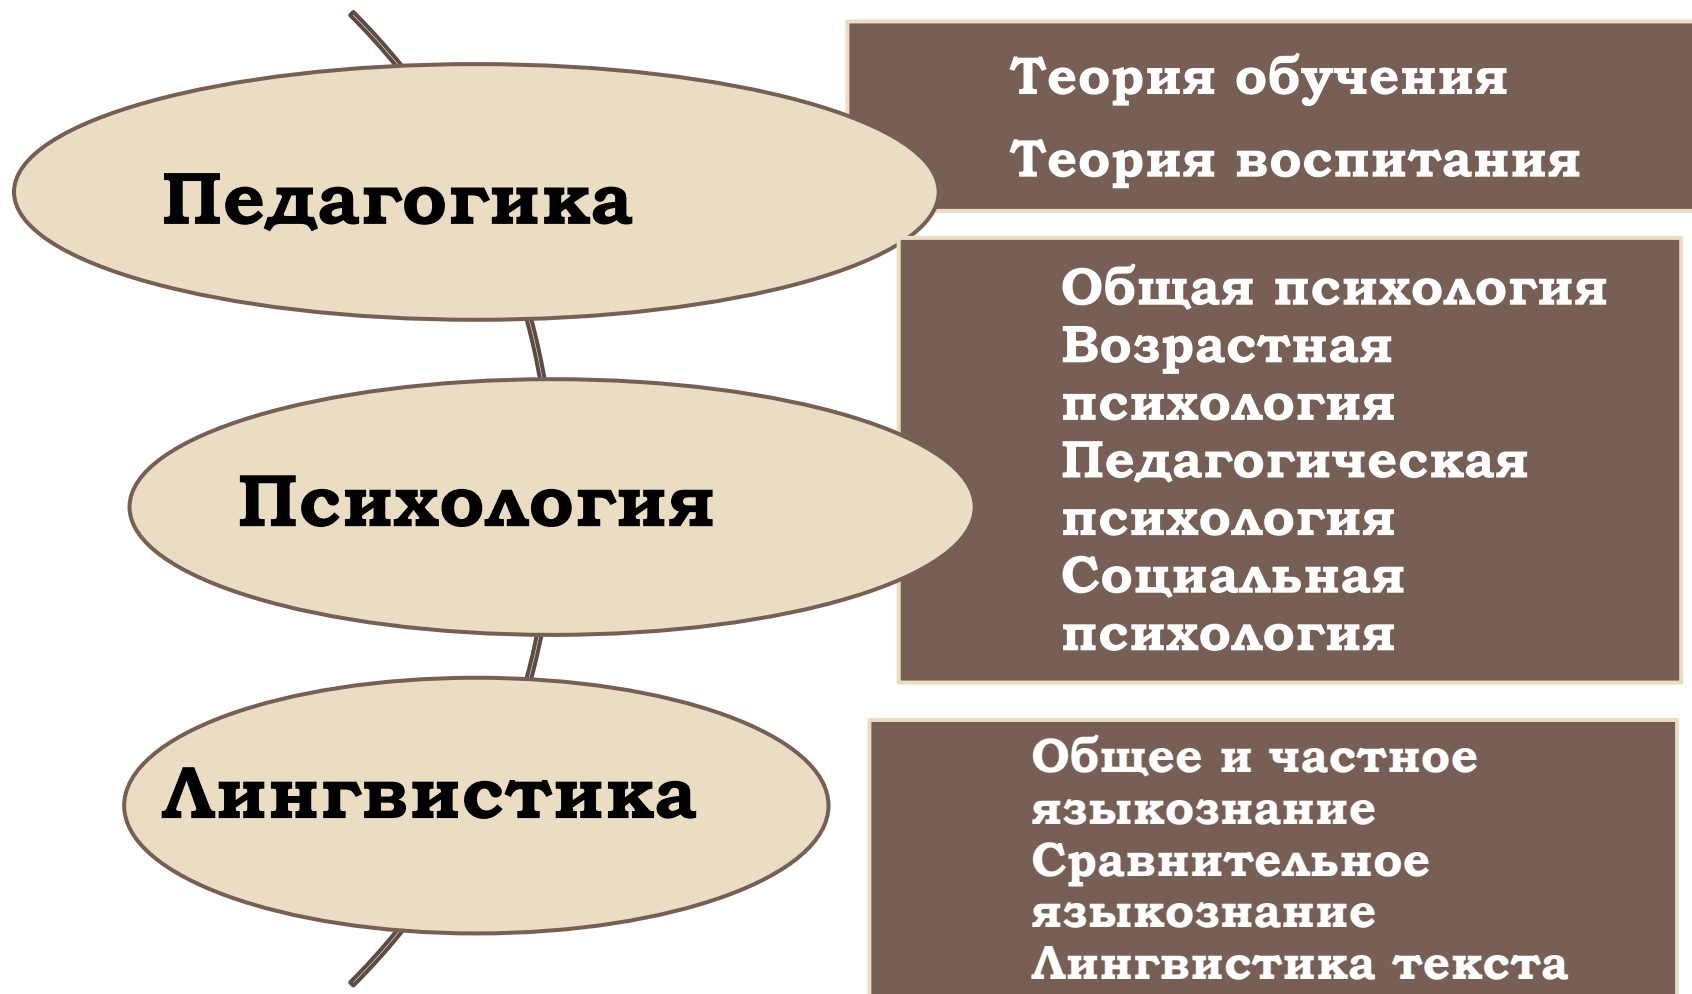 Педагогика
Теория обучения
Теория воспитания
Психология
Общая психология
Возрастная
психология
Педагогическая
психология
Социальная
психология
Лингвистика
Общее и частное
языкознание
Сравнительное
языкознание
Лингвистика текста